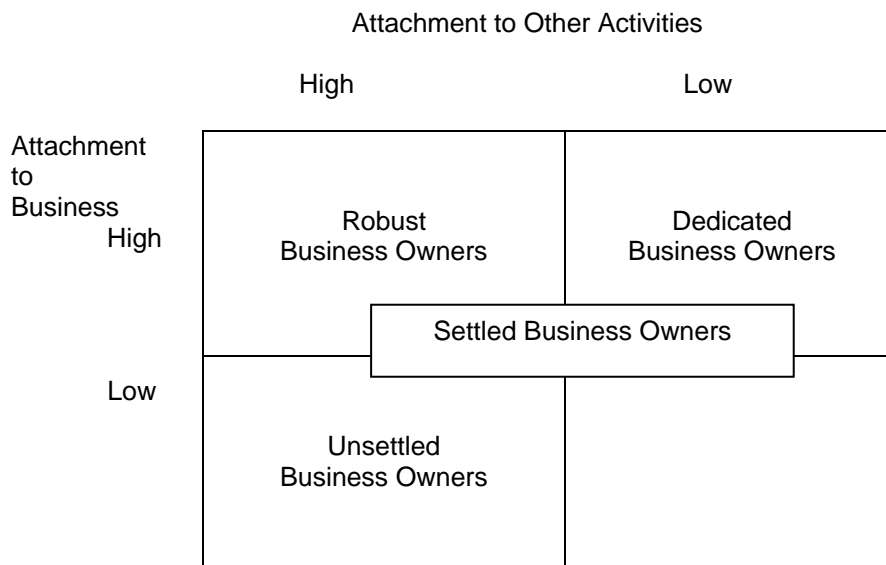 Attachment to Other Activities
High Low
Attachment
to
Business
High
Robust
Business Owners
Dedicated
Business Owners
Settled Business Owners
Low
Unsettled
Business Owners